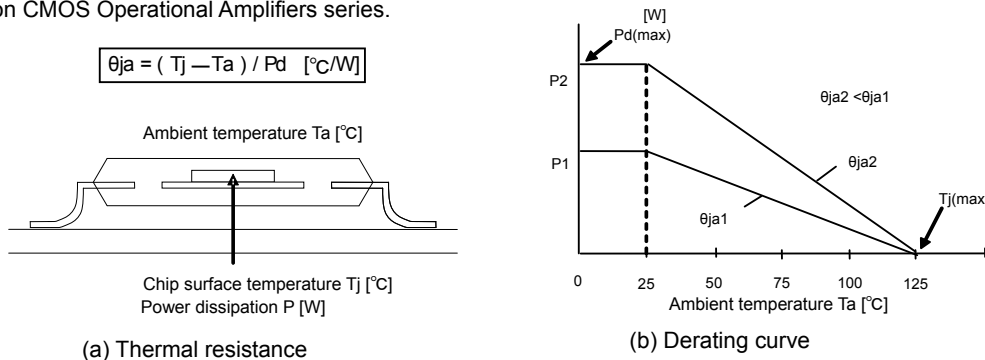 on CMOS Operational Amplifiers series.
θja = ( Tj — Ta ) / Pd [°C/W]
Ambient temperature Ta [°C]
Chip surface temperature Tj [°C]
Power dissipation P [W]
(a) Thermal resistance
[W]
Pd(max)
P2
θja2 <θja1
P1
θja2
Tj(max
θja1
0 25 50 75 100 125
Ambient temperature Ta [°C]
(b) Derating curve